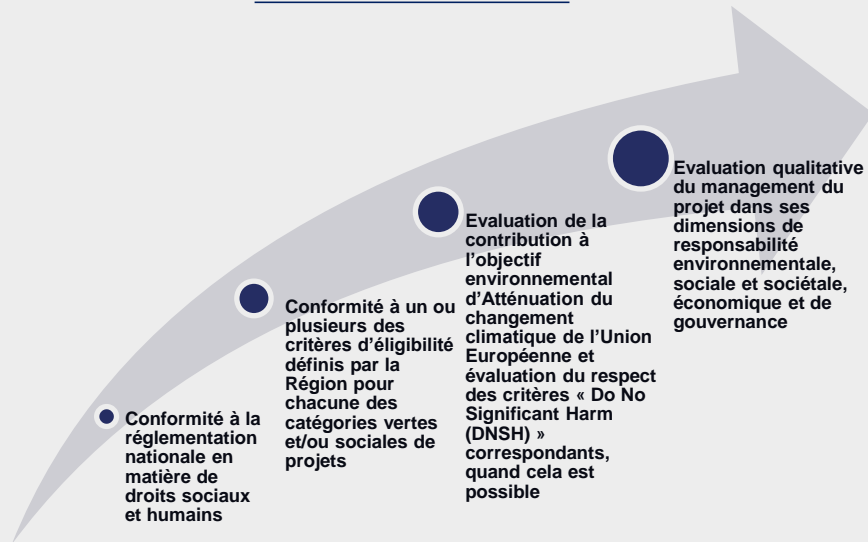 Conformité à la
réglementation
nationale en
matière de
droits sociaux
et humains
Conformité à un ou
plusieurs des
critères d’éligibilité
définis par la
Région pour
chacune des
catégories vertes
et/ou sociales de
projets
Evaluation de la
contribution à
l’objectif
environnemental
d’Atténuation du
changement
climatique de l’Union
Européenne et
évaluation du respect
des critères « Do No
Significant Harm
(DNSH) »
correspondants,
quand cela est
possible
Evaluation qualitative
du management du
projet dans ses
dimensions de
responsabilité
environnementale,
sociale et sociétale,
économique et de
gouvernance